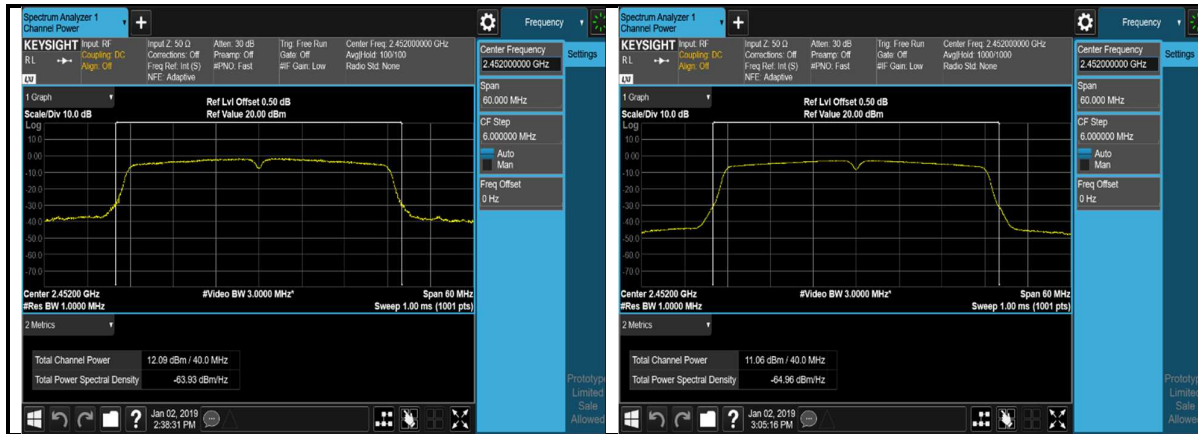 Spectrum Analyzer 1
Channel Power
+
Frequency
KEYSIGHT Input: RF Input Z: 50 Ω Atten: 30 dB Trig: Free Run Center Freq: 2.452000000 GHz
RL Coupling: DC Corrections: Off Preamp: Off Gate: Off Avg|Hold: 100/100
Align: Off Freq Ref: Int (S) #PNO: Fast #IF Gain: Low Radio Std: None
LXI NFE: Adaptive
Center Frequency
2.452000000 GHz
Settings
Span
60.000 MHz
CF Step
6.000000 MHz
Auto
Man
Freq Offset
0 Hz
1 Graph
Scale/Div 10.0 dB
Ref Lvl Offset 0.50 dB
Ref Value 20.00 dBm
Log
10.0
0.00
-10.0
-20.0
-30.0
-40.0
-50.0
-60.0
-70.0
Center 2.45200 GHz #Video BW 3.0000 MHz* Span 60 MHz
#Res BW 1.0000 MHz Sweep 1.00 ms (1001 pts)
2 Metrics
Total Channel Power 12.09 dBm / 40.0 MHz
Total Power Spectral Density -63.93 dBm/Hz
Prototype
Limited
Sale
Allowed
?
Jan 02, 2019
2:38:31 PM
Spectrum Analyzer 1
Channel Power
+
Frequency
KEYSIGHT Input: RF Input Z: 50 Ω Atten: 30 dB Trig: Free Run Center Freq: 2.452000000 GHz
RL Coupling: DC Corrections: Off Preamp: Off Gate: Off Avg|Hold: 1000/1000
Align: Off Freq Ref: Int (S) #PNO: Fast #IF Gain: Low Radio Std: None
LXI NFE: Adaptive
Center Frequency
2.452000000 GHz
Settings
Span
60.000 MHz
CF Step
6.000000 MHz
Auto
Man
Freq Offset
0 Hz
1 Graph
Scale/Div 10.0 dB
Ref Lvl Offset 0.50 dB
Ref Value 20.00 dBm
Log
10.0
0.00
-10.0
-20.0
-30.0
-40.0
-50.0
-60.0
-70.0
Center 2.45200 GHz #Video BW 3.0000 MHz* Span 60 MHz
#Res BW 1.0000 MHz Sweep 1.00 ms (1001 pts)
2 Metrics
Total Channel Power 11.06 dBm / 40.0 MHz
Total Power Spectral Density -64.96 dBm/Hz
Prototype
Limited
Sale
Allowed
?
Jan 02, 2019
3:05:16 PM